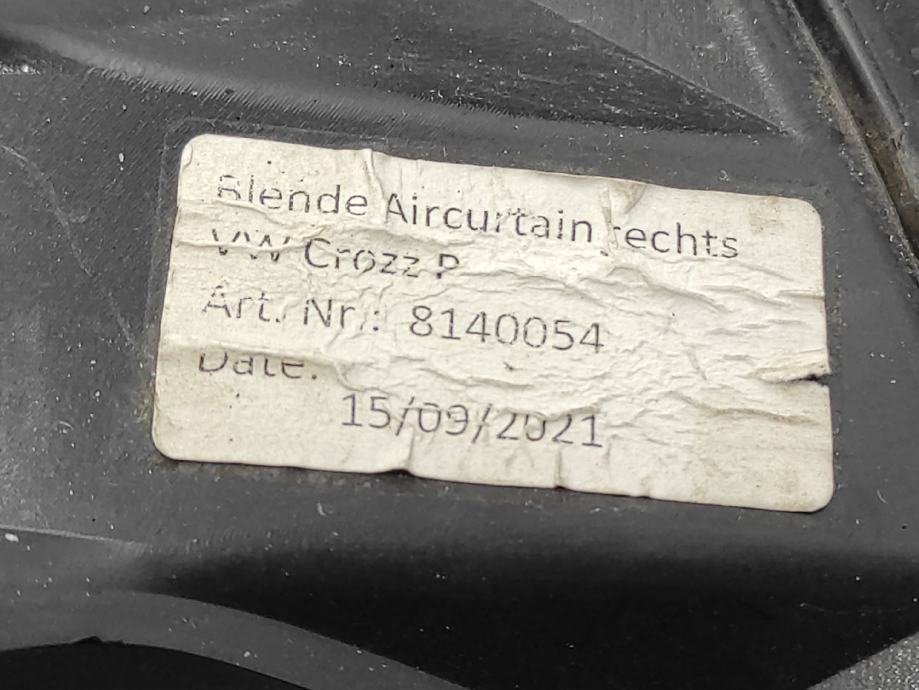 Blende Aircurtain rechts
VW Crozz P
Art. Nr.: 8140054
Date:
15/09/2021